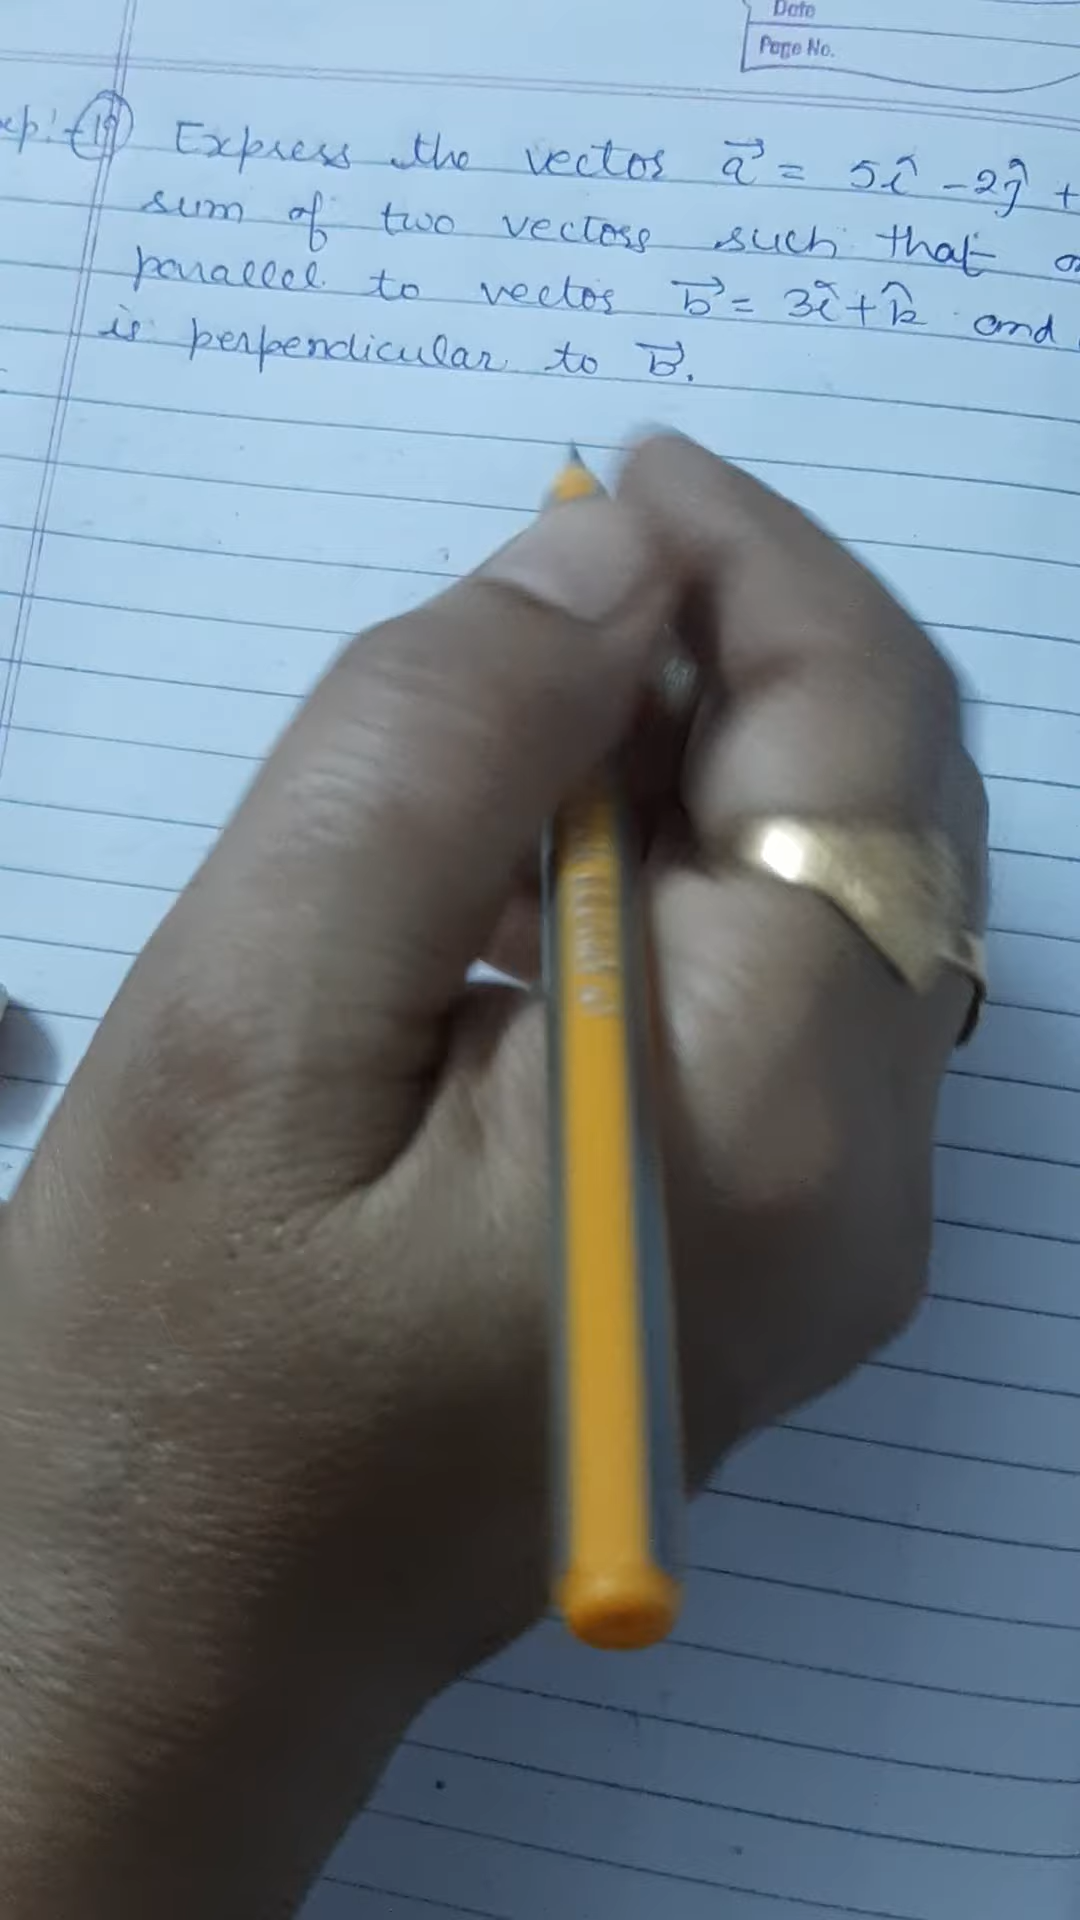 Date
Page No.
Express the vector a⃗ = 5î - 2ĵ +
sum of two vectors such that
parallel to vector b⃗ = 3î + k̂ and
is perpendicular to b⃗.